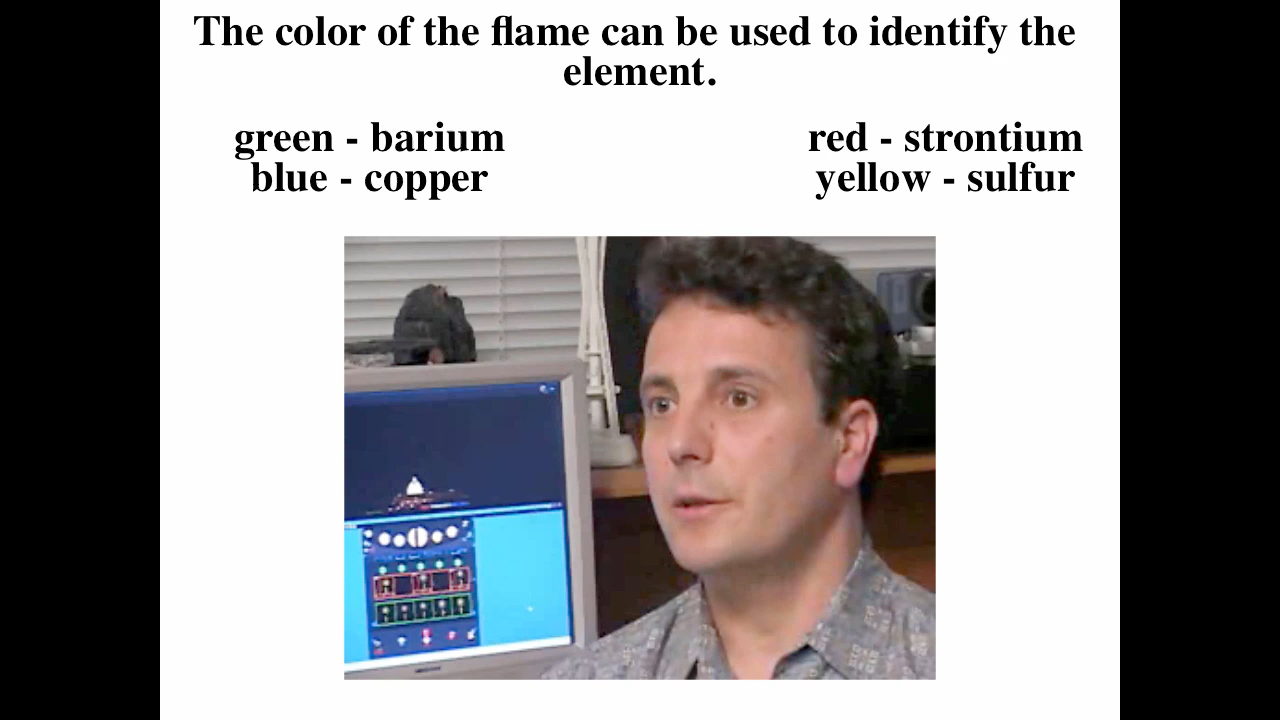 The color of the flame can be used to identify the
element.
green - barium
blue - copper
red - strontium
yellow - sulfur